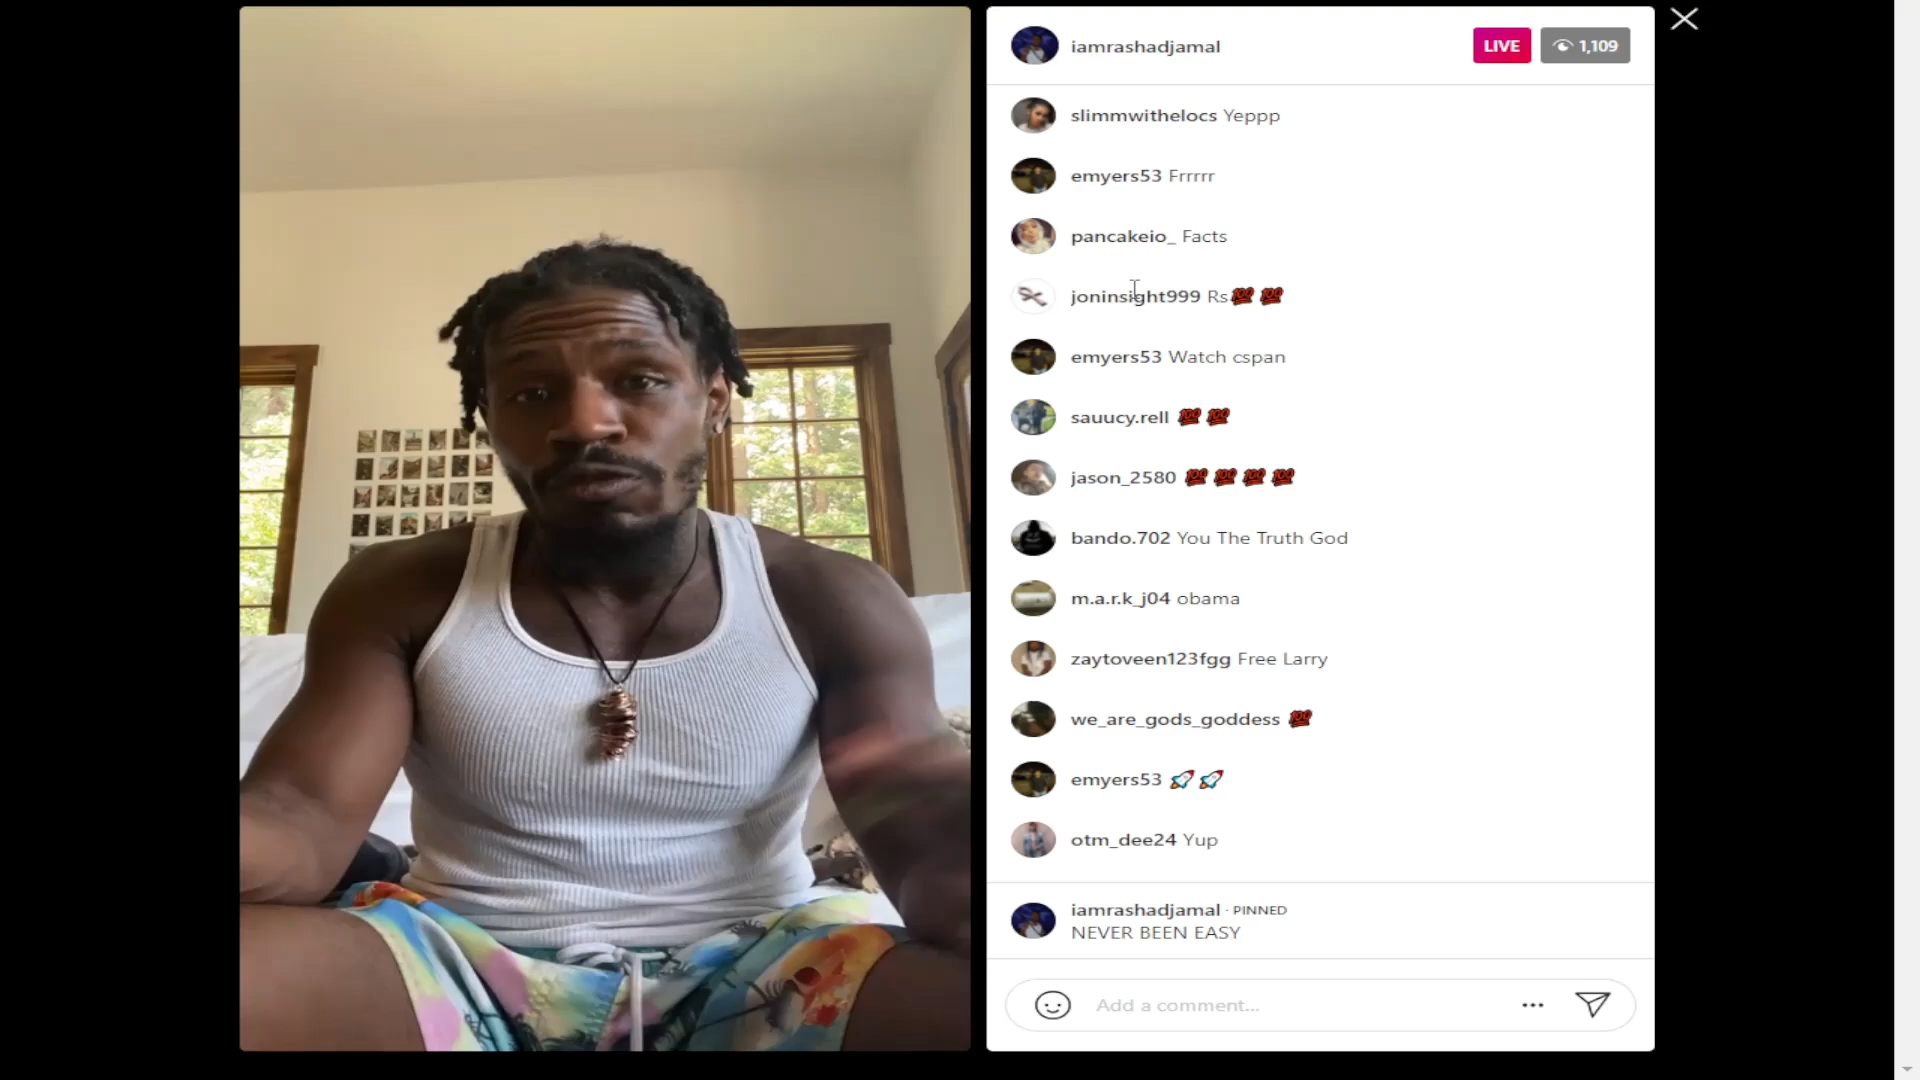 iamrashadjamal
LIVE
1,109
slimmwithelocs Yeppp
emyers53 Frrrrr
pancakeio_ Facts
joninsight999 Rs💯 💯
emyers53 Watch cspan
sauucy.rell 💯 💯
jason_2580 💯 💯 💯 💯
bando.702 You The Truth God
m.a.r.k_j04 obama
zaytoveen123fgg Free Larry
we_are_gods_goddess 💯
emyers53 🚀🚀
otm_dee24 Yup
iamrashadjamal · PINNED
NEVER BEEN EASY
Add a comment...